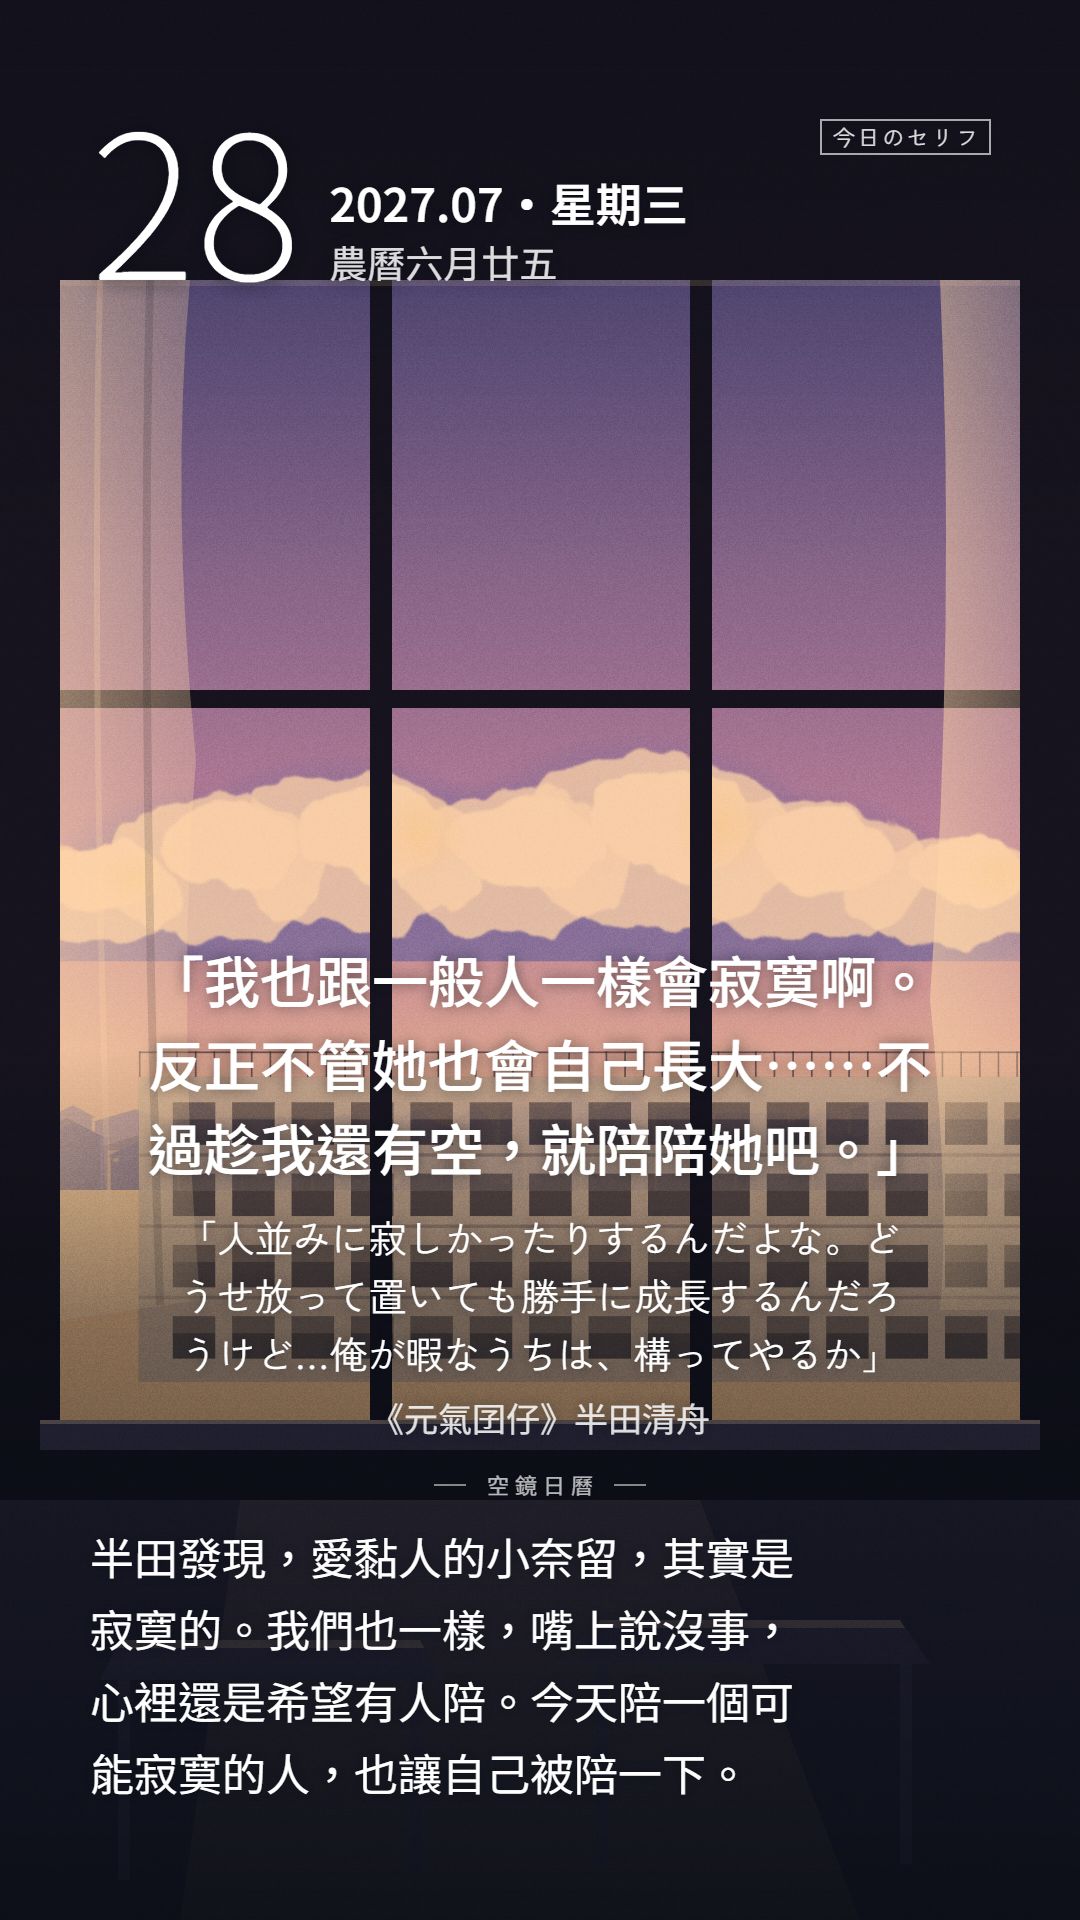 28
2027.07・星期三
農曆六月廿五
今日のセリフ
「我也跟一般人一樣會寂寞啊。
反正不管她也會自己長大⋯⋯不
過趁我還有空，就陪陪她吧。」
「人並みに寂しかったりするんだよな。ど
うせ放って置いても勝手に成長するんだろ
うけど...俺が暇なうちは、構ってやるか」
《元氣囝仔》半田清舟
空鏡日曆
半田發現，愛黏人的小奈留，其實是
寂寞的。我們也一樣，嘴上說沒事，
心裡還是希望有人陪。今天陪一個可
能寂寞的人，也讓自己被陪一下。